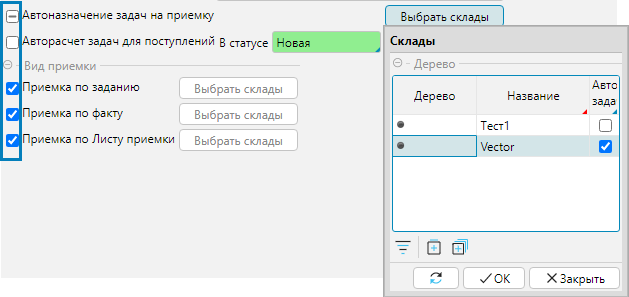 Автоназначение задач на приемку
Выбрать склады
Авторасчет задач для поступлений В статусе Новая
Вид приемки
Приемка по заданию Выбрать склады
Приемка по факту Выбрать склады
Приемка по Листу приемки Выбрать склады
Склады
Дерево
Дерево Название Авто
зада
Тест1
Vector
OK Закрыть